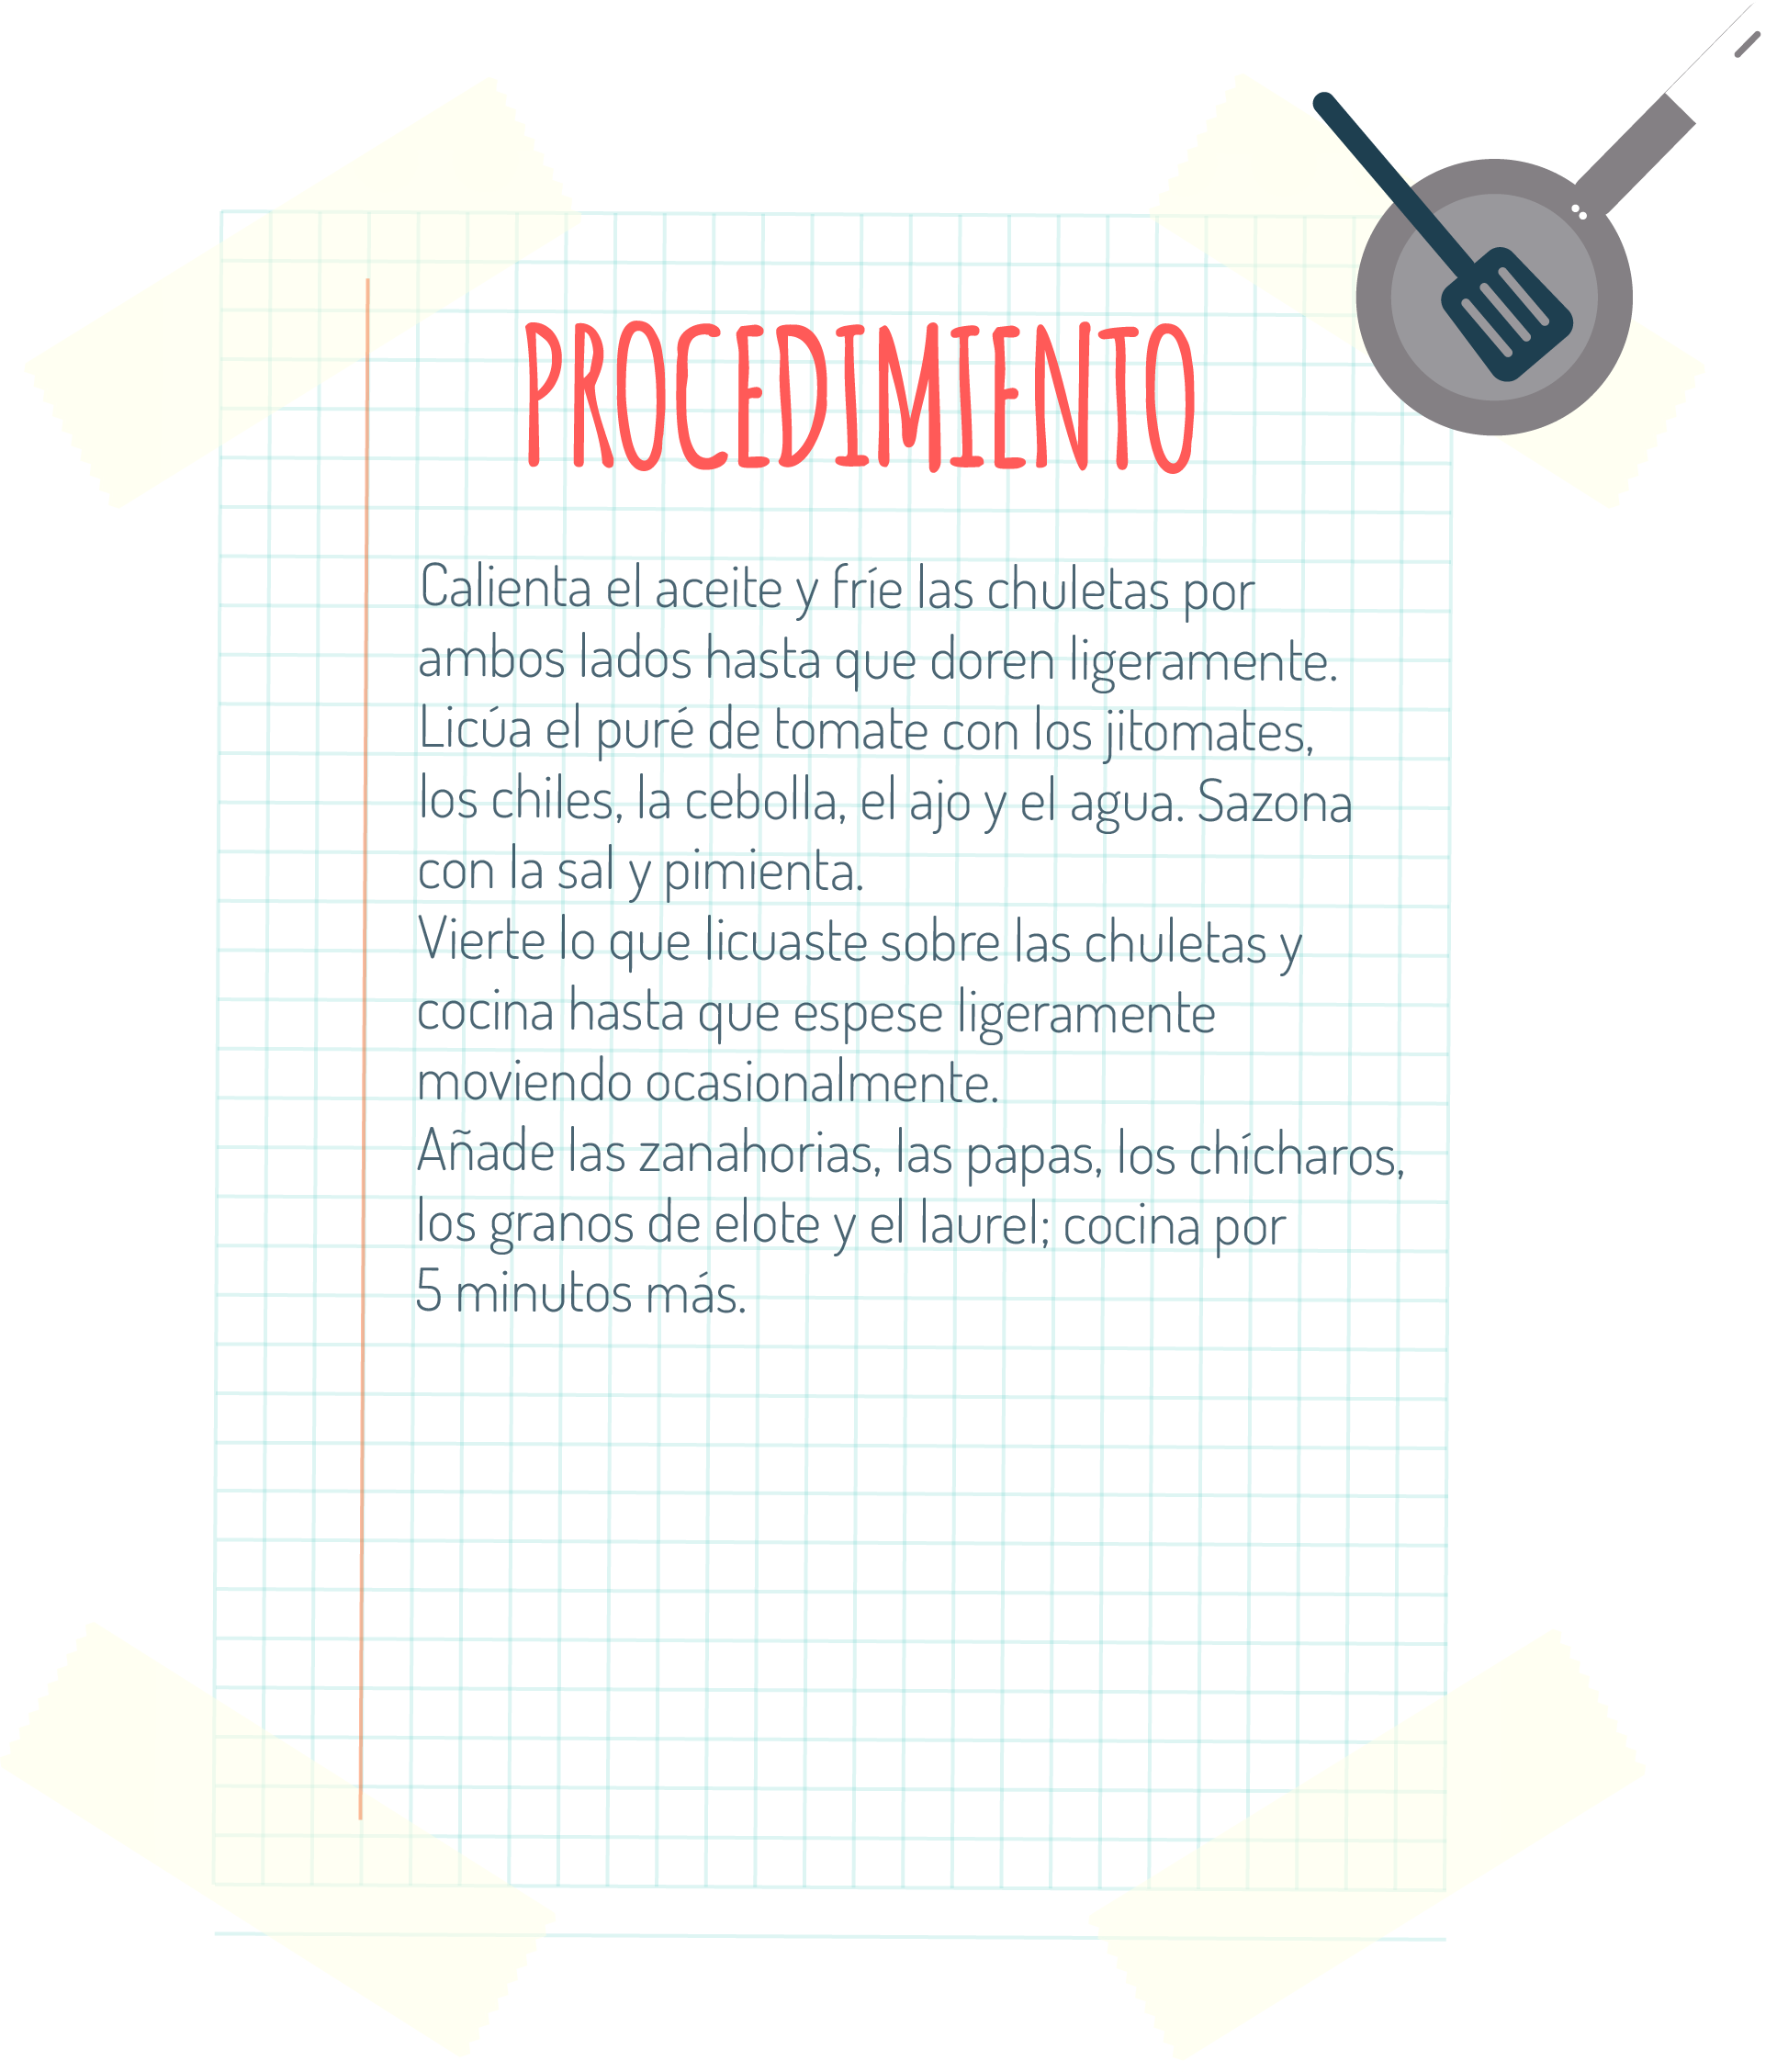 PROCEDIMIENTO
Calienta el aceite y fríe las chuletas por
ambos lados hasta que doren ligeramente.
Licúa el puré de tomate con los jitomates,
los chiles, la cebolla, el ajo y el agua. Sazona
con la sal y pimienta.
Vierte lo que licuaste sobre las chuletas y
cocina hasta que espese ligeramente
moviendo ocasionalmente.
Añade las zanahorias, las papas, los chícharos,
los granos de elote y el laurel; cocina por
5 minutos más.